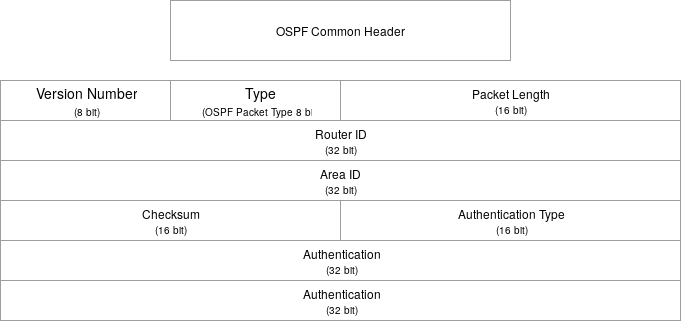 OSPF Common Header
Version Number
(8 bit)
Type
(OSPF Packet Type 8 bi
Packet Length
(16 bit)
Router ID
(32 bit)
Area ID
(32 bit)
Checksum
(16 bit)
Authentication Type
(16 bit)
Authentication
(32 bit)
Authentication
(32 bit)